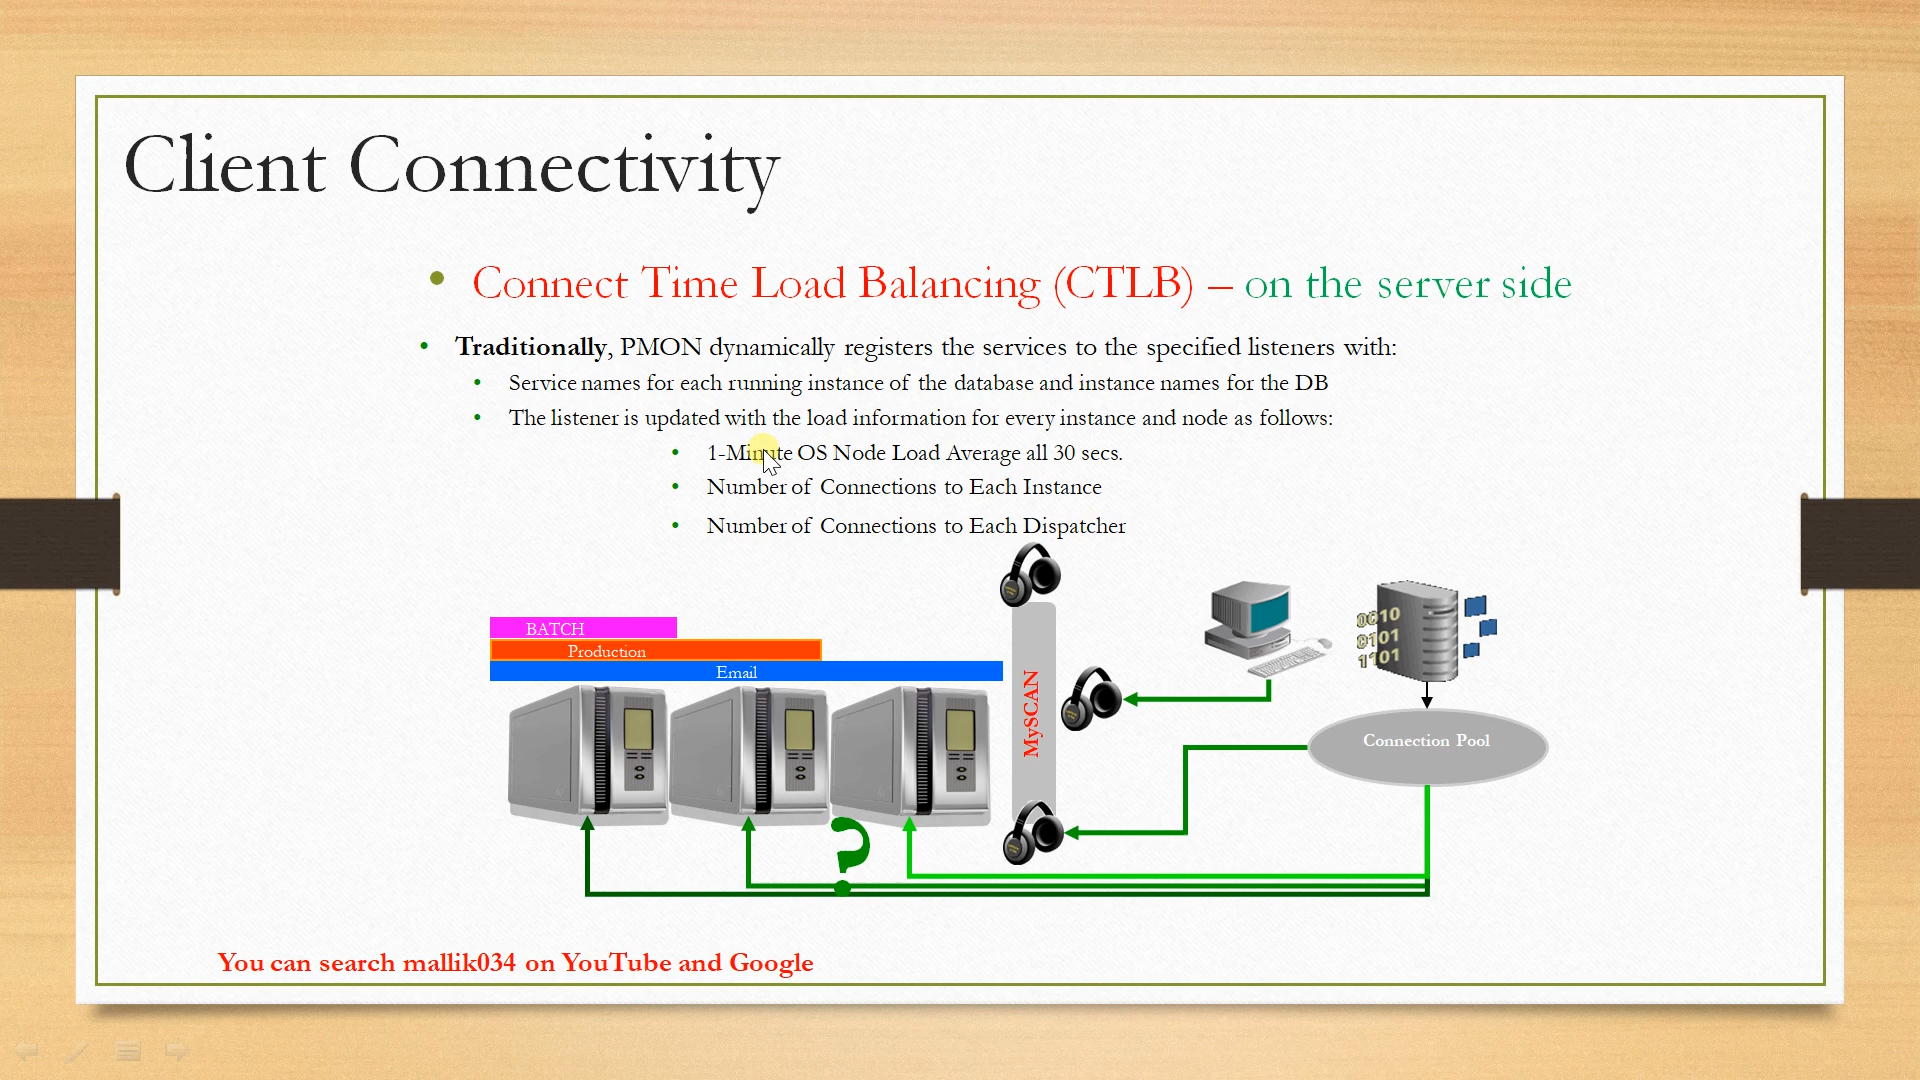 Client Connectivity
• Connect Time Load Balancing (CTLB) – on the server side
• Traditionally, PMON dynamically registers the services to the specified listeners with:
• Service names for each running instance of the database and instance names for the DB
• The listener is updated with the load information for every instance and node as follows:
• 1-Minute OS Node Load Average all 30 secs.
• Number of Connections to Each Instance
• Number of Connections to Each Dispatcher
BATCH
Production
Email
MySCAN
0010
0101
1101
Connection Pool
?
You can search mallik034 on YouTube and Google